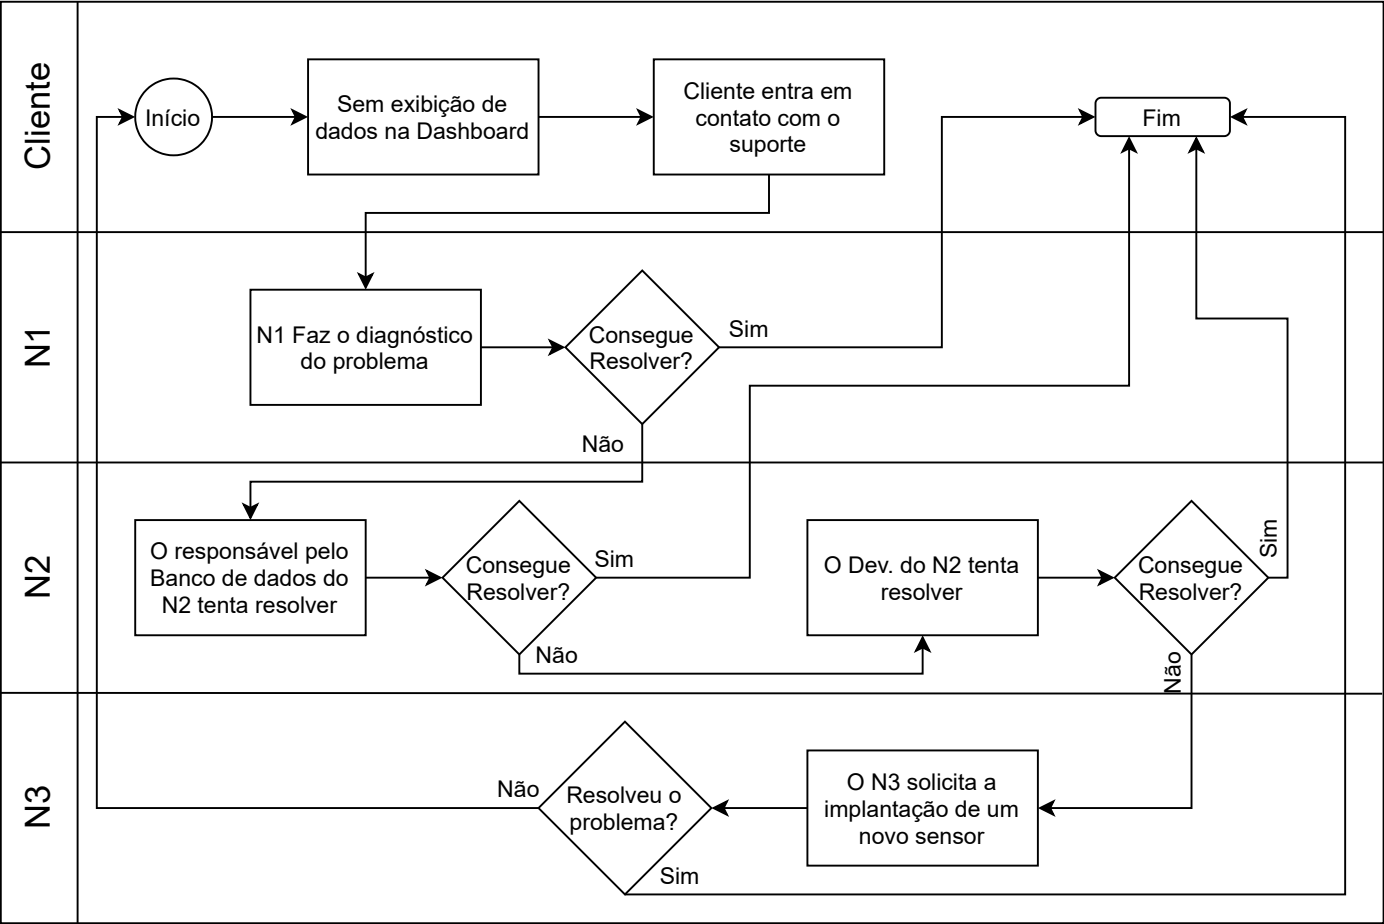 Cliente
Início
Sem exibição de
dados na Dashboard
Cliente entra em
contato com o
suporte
Fim
N1
N1 Faz o diagnóstico
do problema
Consegue
Resolver?
Sim
Não
N2
O responsável pelo
Banco de dados do
N2 tenta resolver
Consegue
Resolver?
Sim
Não
O Dev. do N2 tenta
resolver
Consegue
Resolver?
Sim
Não
N3
Não
Resolveu o
problema?
Sim
O N3 solicita a
implantação de um
novo sensor